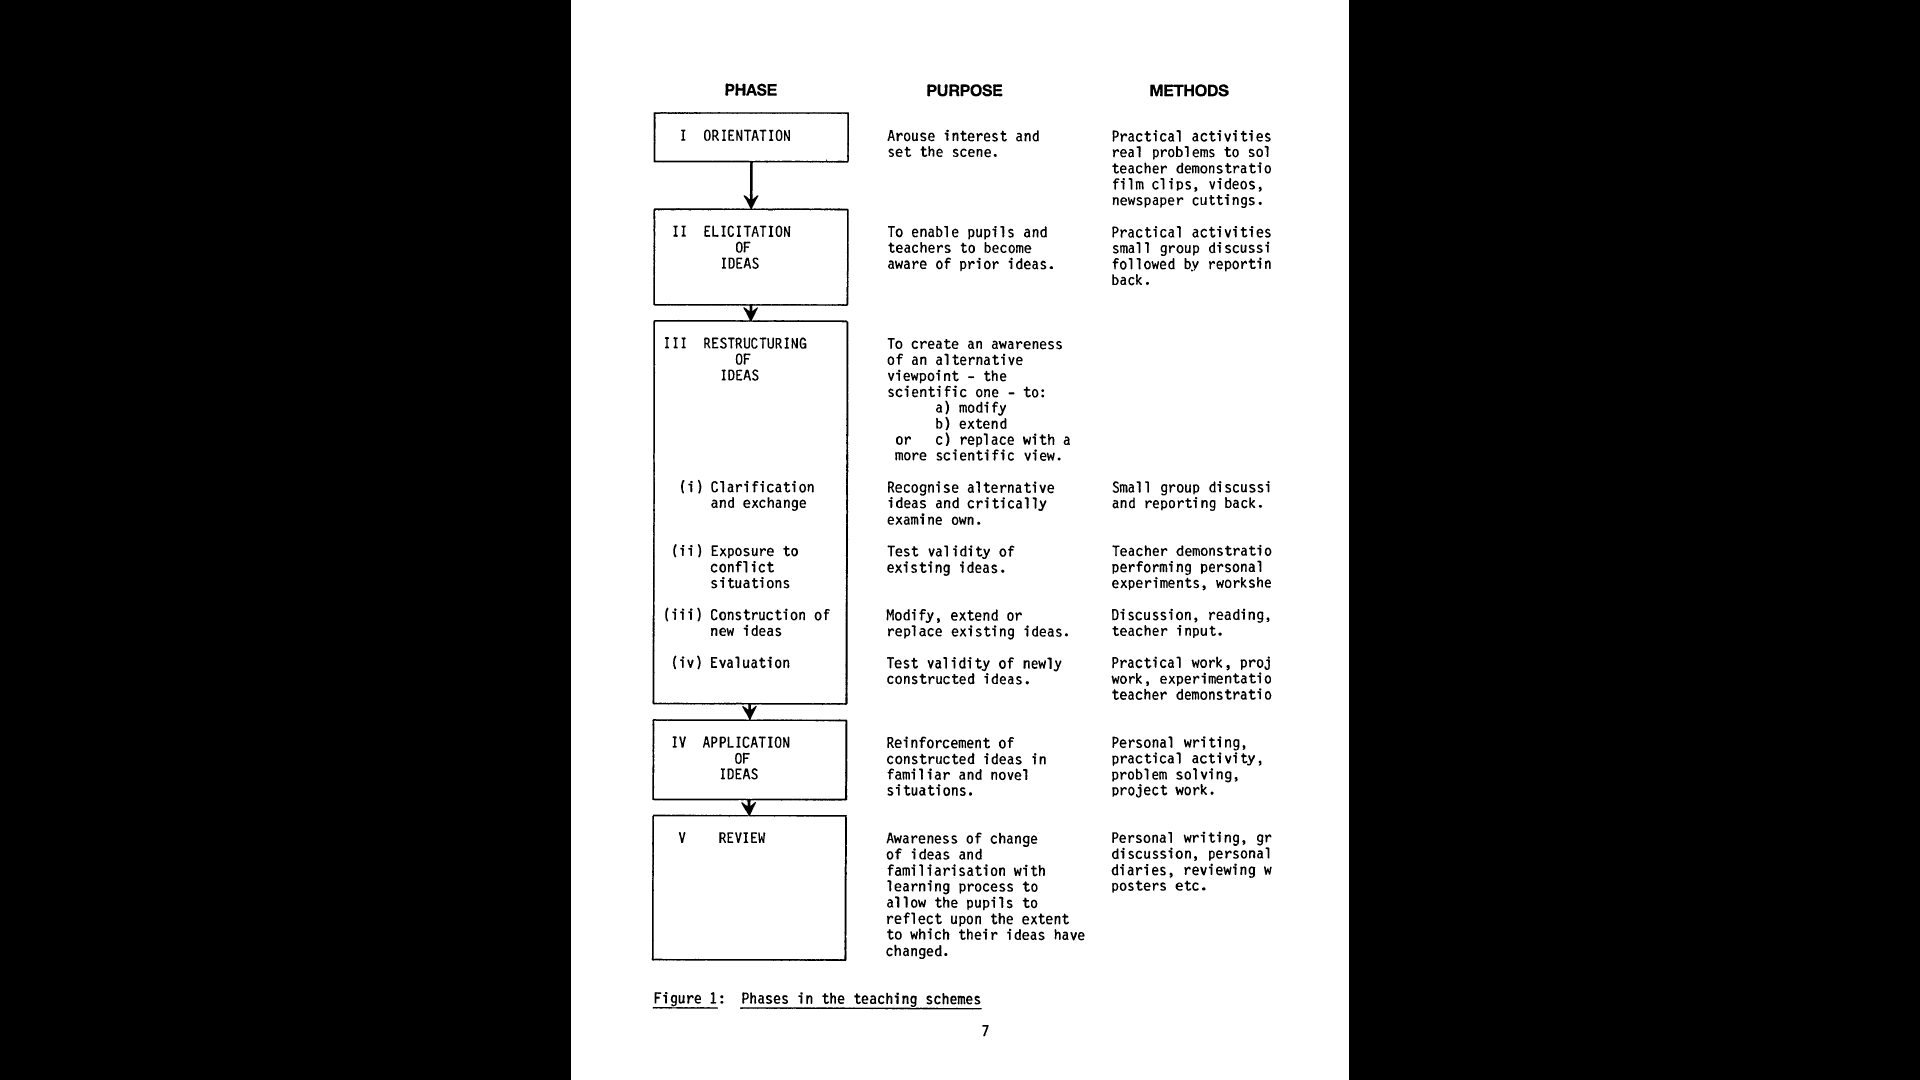 PHASE PURPOSE METHODS
I ORIENTATION
Arouse interest and
set the scene.
Practical activities
real problems to sol
teacher demonstratio
film clips, videos,
newspaper cuttings.
II ELICITATION
OF
IDEAS
To enable pupils and
teachers to become
aware of prior ideas.
Practical activities
small group discussi
followed by reportin
back.
III RESTRUCTURING
OF
IDEAS
To create an awareness
of an alternative
viewpoint - the
scientific one - to:
a) modify
b) extend
or c) replace with a
more scientific view.
(i) Clarification
and exchange
Recognise alternative
ideas and critically
examine own.
Small group discussi
and reporting back.
(ii) Exposure to
conflict
situations
Test validity of
existing ideas.
Teacher demonstratio
performing personal
experiments, workshe
(iii) Construction of
new ideas
Modify, extend or
replace existing ideas.
Discussion, reading,
teacher input.
(iv) Evaluation
Test validity of newly
constructed ideas.
Practical work, proj
work, experimentatio
teacher demonstratio
IV APPLICATION
OF
IDEAS
Reinforcement of
constructed ideas in
familiar and novel
situations.
Personal writing,
practical activity,
problem solving,
project work.
V REVIEW
Awareness of change
of ideas and
familiarisation with
learning process to
allow the pupils to
reflect upon the extent
to which their ideas have
changed.
Personal writing, gr
discussion, personal
diaries, reviewing w
posters etc.
Figure 1: Phases in the teaching schemes
7